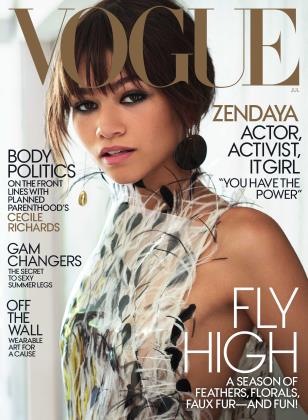 VOGUE
JUL
ZENDAYA
ACTOR,
ACTIVIST,
IT GIRL
"YOU HAVE THE
POWER"
BODY
POLITICS
ON THE FRONT
LINES WITH
PLANNED
PARENTHOOD'S
CECILE
RICHARDS
GAM
CHANGERS
THE SECRET
TO SEXY
SUMMER LEGS
OFF
THE
WALL
WEARABLE
ART FOR
A CAUSE
FLY
HIGH
A SEASON OF
FEATHERS, FLORALS,
FAUX FUR—AND FUN!